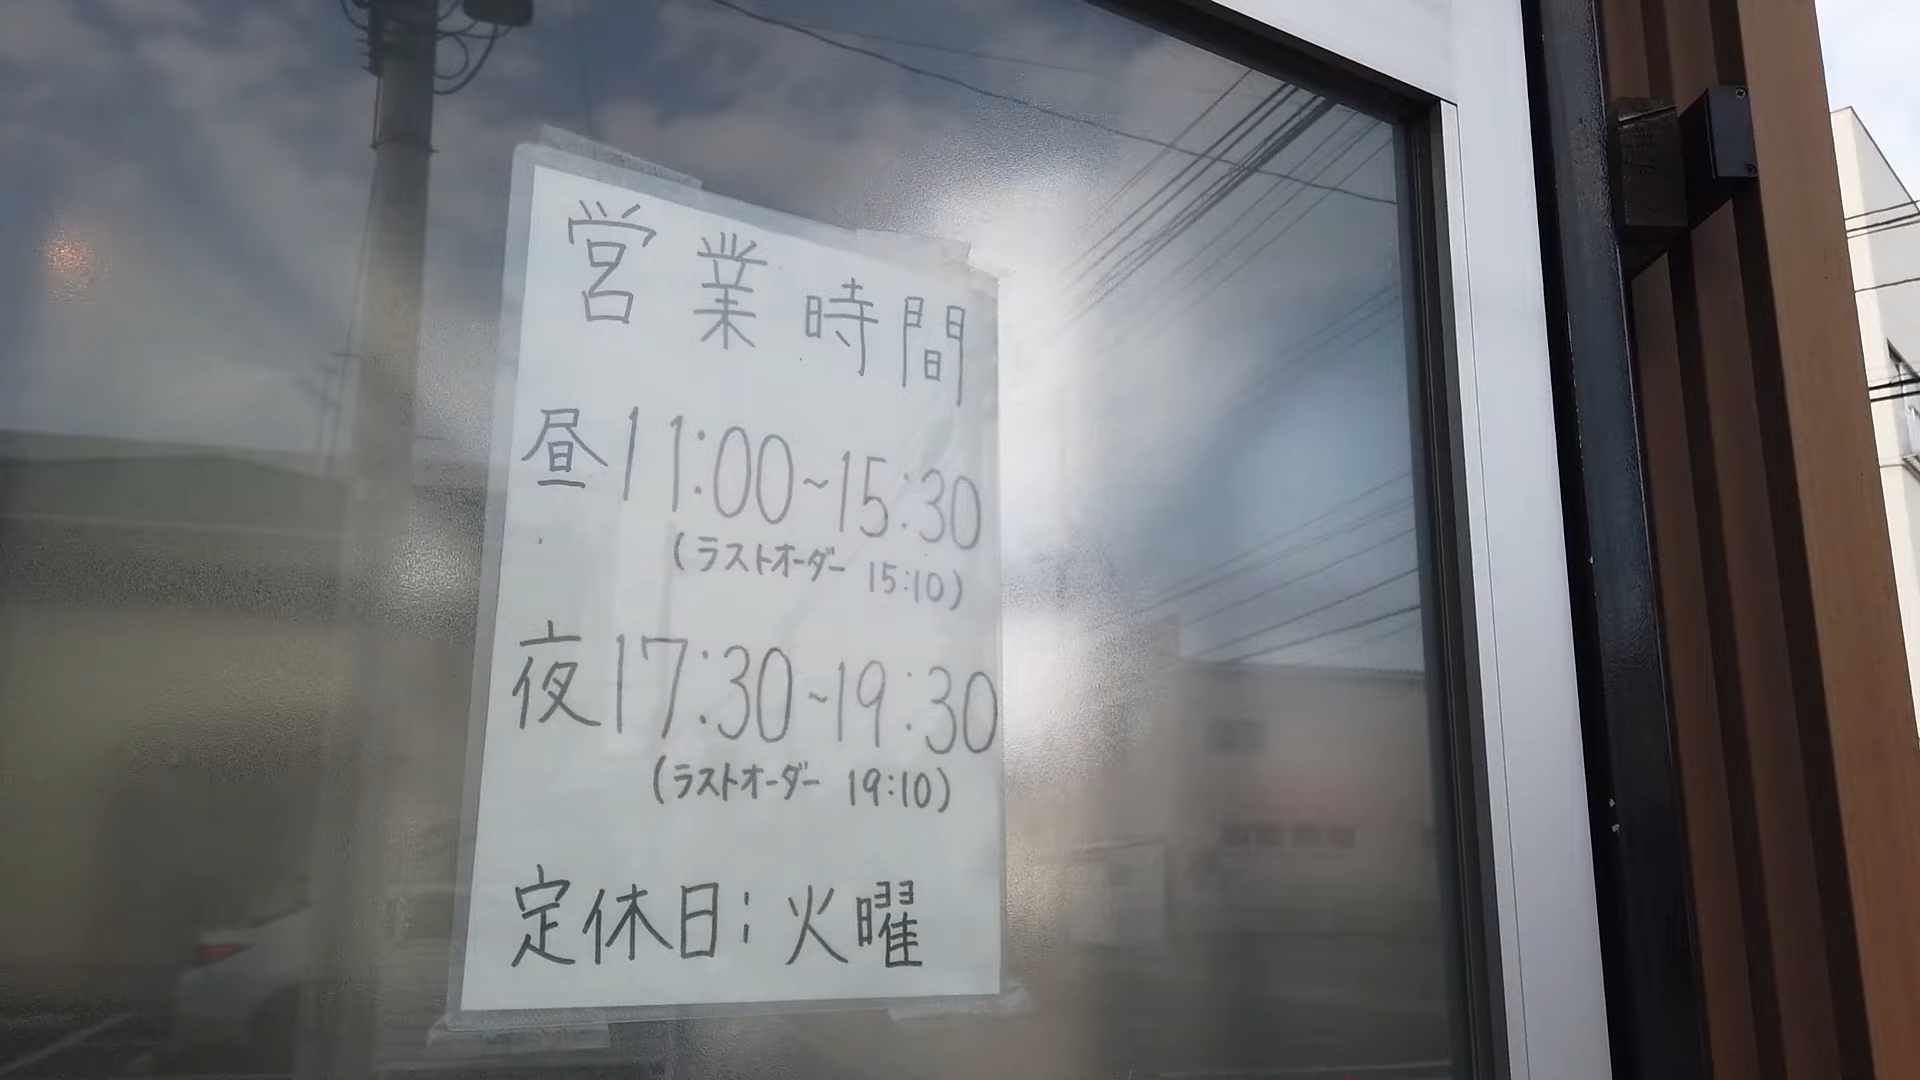 営業時間
昼11:00~15:30
(ラストオーダー 15:10)
夜17:30~19:30
(ラストオーダー 19:10)
定休日:火曜